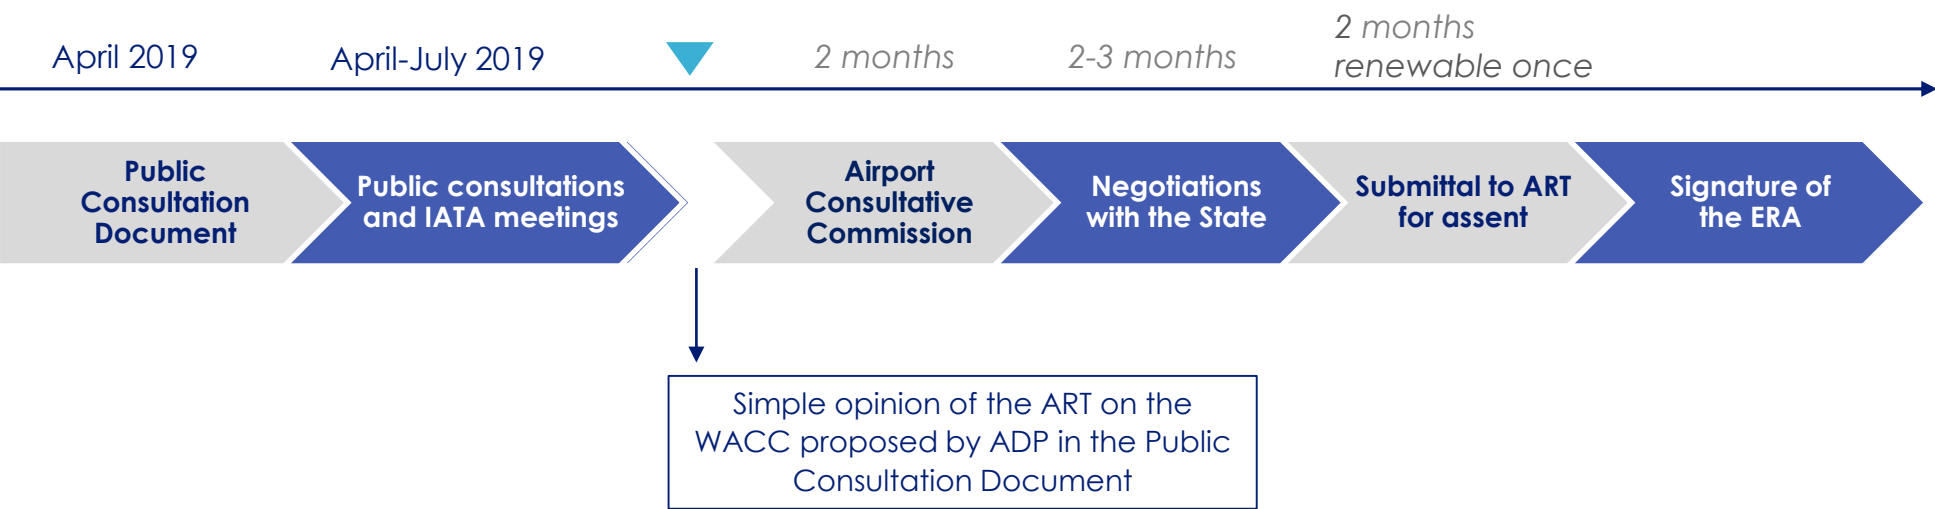 April 2019
April-July 2019
2 months
2-3 months
2 months
renewable once
Public
Consultation
Document
Public consultations
and IATA meetings
Airport
Consultative
Commission
Negotiations
with the State
Submittal to ART
for assent
Signature of
the ERA
Simple opinion of the ART on the
WACC proposed by ADP in the Public
Consultation Document